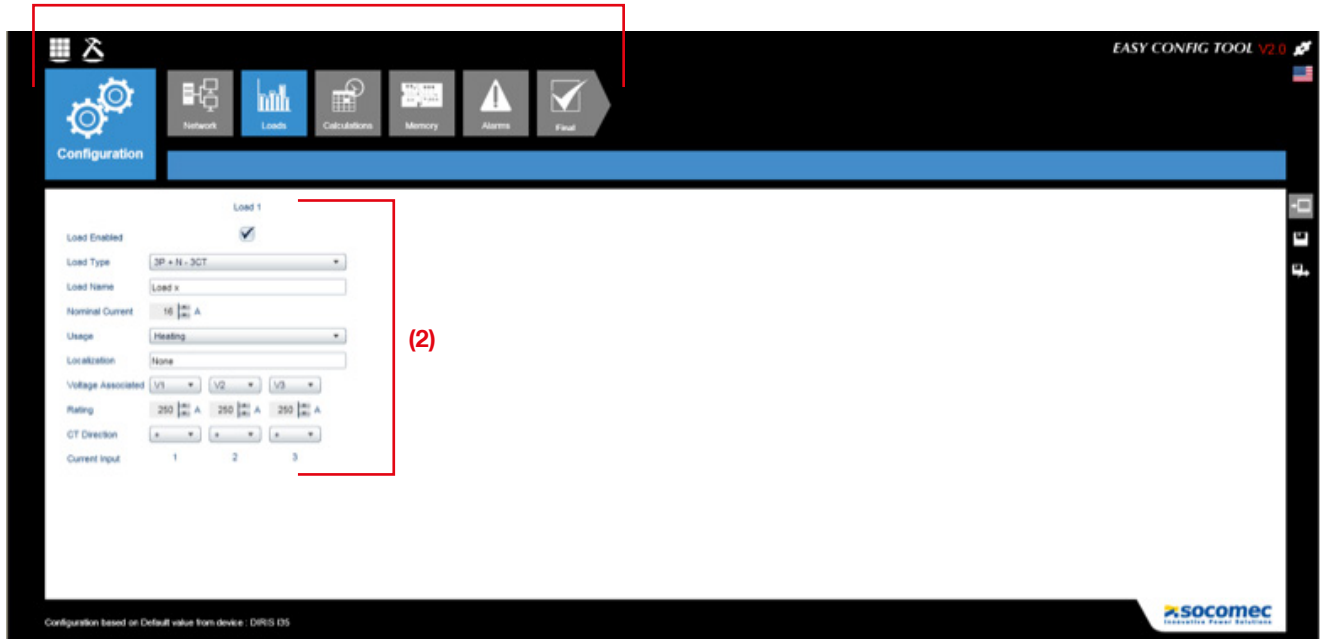 EASY CONFIG TOOL V2.0
Network Loads Calculations Memory Alarms Final
Configuration
Load 1
Load Enabled
Load Type 3P + N - 3CT
Load Name Load x
Nominal Current 16 A
Usage Heating
Localization None
Voltage Associated V1 V2 V3
Rating 250 A 250 A 250 A
CT Direction + + +
Current Input 1 2 3
(2)
Configuration based on Default value from device : DIRIS I35
socomec
Innovative Power Solutions